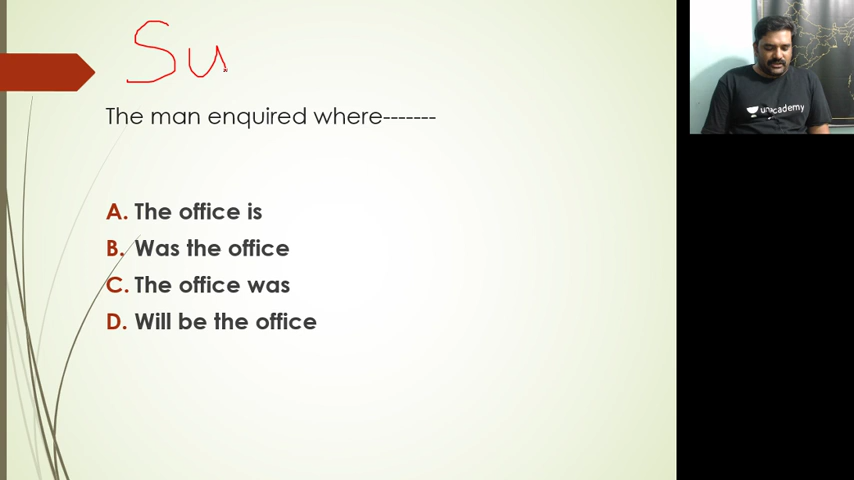 Su
The man enquired where-------
A. The office is
B. Was the office
C. The office was
D. Will be the office
unacademy